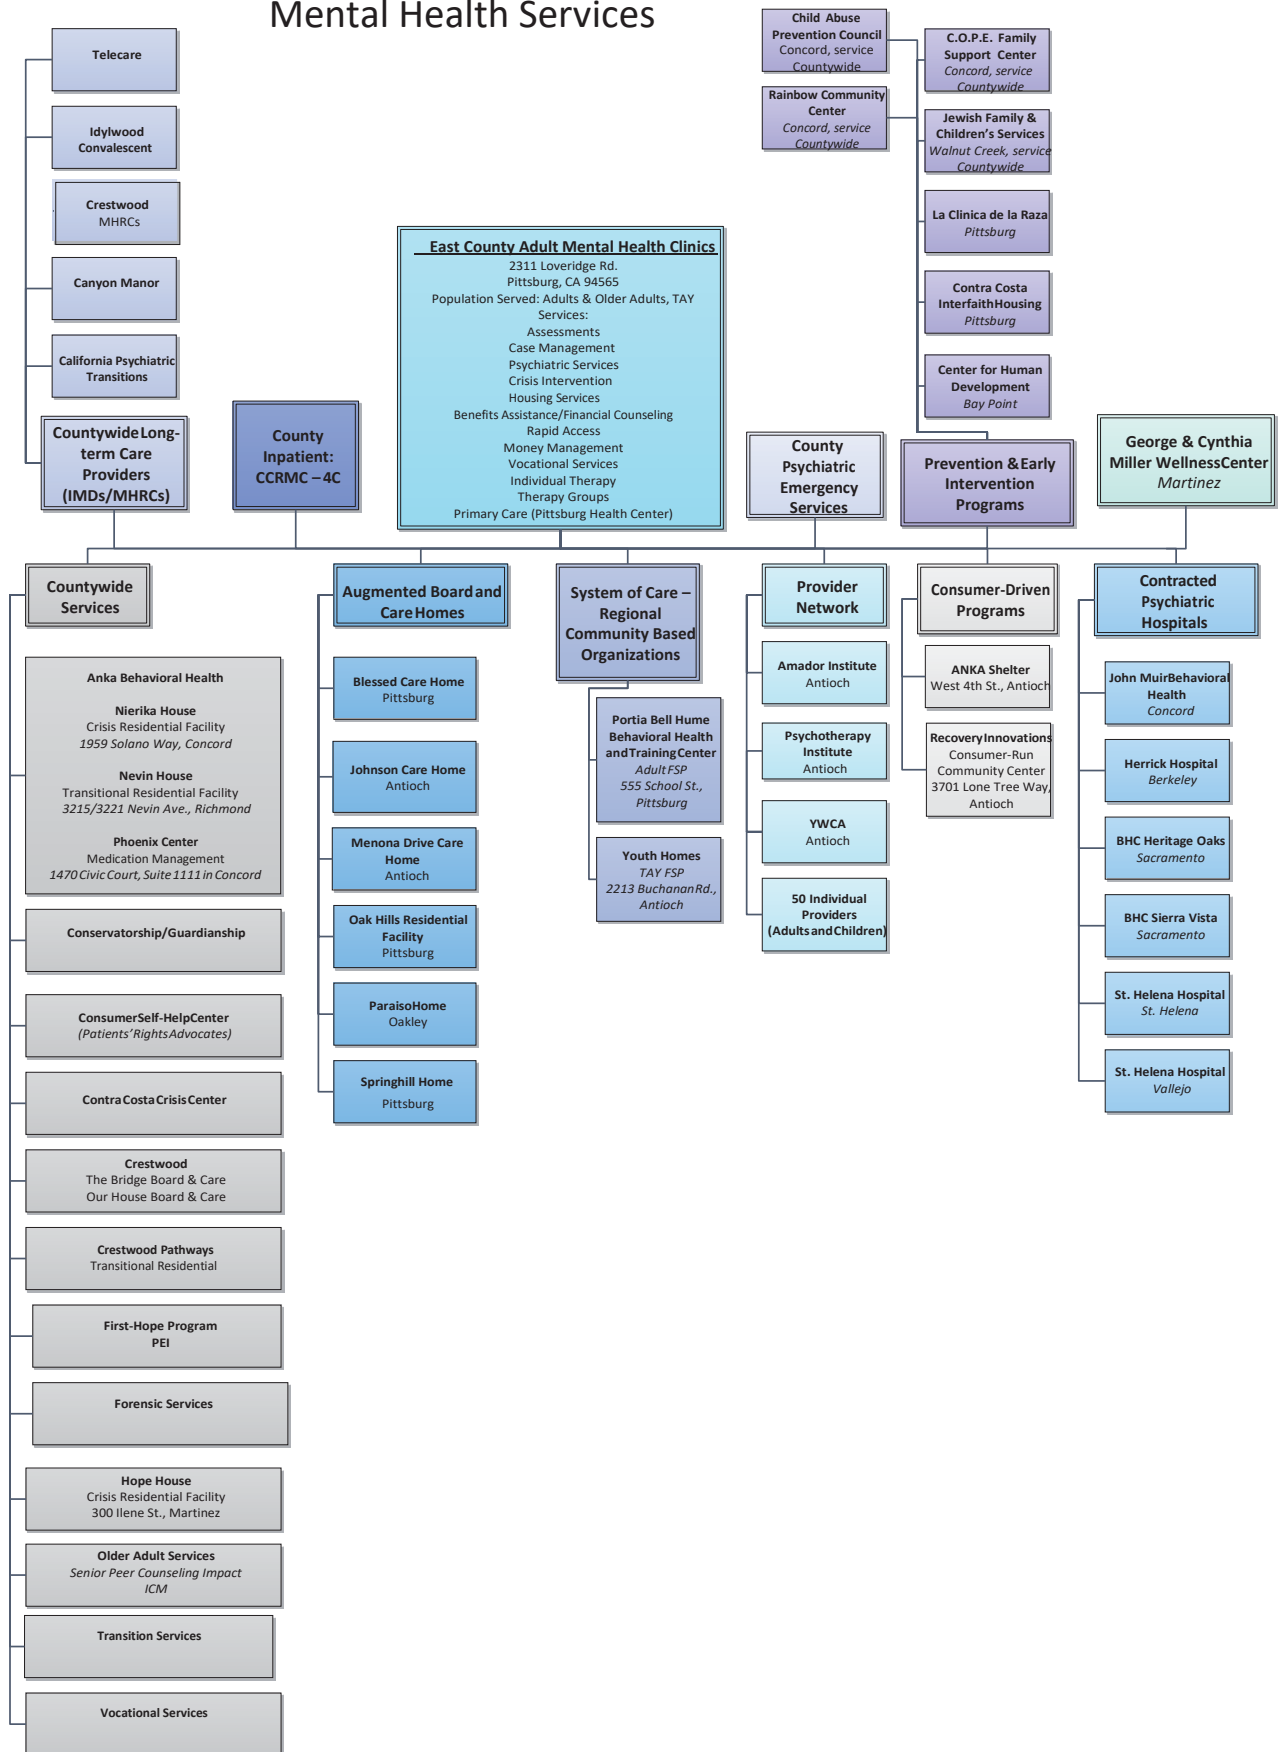 Mental Health Services
Telecare
Idylwood
Convalescent
Crestwood
MHRCs
Canyon Manor
California Psychiatric
Transitions
Countywide Long-
term Care
Providers
(IMDs/MHRCs)
County
Inpatient:
CCRMC – 4C
East County Adult Mental Health Clinics
2311 Loveridge Rd.
Pittsburg, CA 94565
Population Served: Adults & Older Adults, TAY
Services:
Assessments
Case Management
Psychiatric Services
Crisis Intervention
Housing Services
Benefits Assistance/Financial Counseling
Rapid Access
Money Management
Vocational Services
Individual Therapy
Therapy Groups
Primary Care (Pittsburg Health Center)
Child Abuse
Prevention Council
Concord, service
Countywide
Rainbow Community
Center
Concord, service
Countywide
C.O.P.E. Family
Support Center
Concord, service
Countywide
Jewish Family &
Children's Services
Walnut Creek, service
Countywide
La Clinica de la Raza
Pittsburg
Contra Costa
Interfaith Housing
Pittsburg
Center for Human
Development
Bay Point
County
Psychiatric
Emergency
Services
Prevention & Early
Intervention
Programs
George & Cynthia
Miller Wellness Center
Martinez
Countywide
Services
Anka Behavioral Health
Nierika House
Crisis Residential Facility
1959 Solano Way, Concord
Nevin House
Transitional Residential Facility
3215/3221 Nevin Ave., Richmond
Phoenix Center
Medication Management
1470 Civic Court, Suite 1111 in Concord
Conservatorship/Guardianship
Consumer Self-Help Center
(Patients' Rights Advocates)
Contra Costa Crisis Center
Crestwood
The Bridge Board & Care
Our House Board & Care
Crestwood Pathways
Transitional Residential
First-Hope Program
PEI
Forensic Services
Hope House
Crisis Residential Facility
300 Ilene St., Martinez
Older Adult Services
Senior Peer Counseling Impact
ICM
Transition Services
Vocational Services
Augmented Board and
Care Homes
Blessed Care Home
Pittsburg
Johnson Care Home
Antioch
Menona Drive Care
Home
Antioch
Oak Hills Residential
Facility
Pittsburg
Paraiso Home
Oakley
Springhill Home
Pittsburg
System of Care –
Regional
Community Based
Organizations
Portia Bell Hume
Behavioral Health
and Training Center
Adult FSP
555 School St.,
Pittsburg
Youth Homes
TAY FSP
2213 Buchanan Rd.,
Antioch
Provider
Network
Amador Institute
Antioch
Psychotherapy
Institute
Antioch
YWCA
Antioch
50 Individual
Providers
(Adults and Children)
Consumer-Driven
Programs
ANKA Shelter
West 4th St., Antioch
Recovery Innovations
Consumer-Run
Community Center
3701 Lone Tree Way,
Antioch
Contracted
Psychiatric
Hospitals
John Muir Behavioral
Health
Concord
Herrick Hospital
Berkeley
BHC Heritage Oaks
Sacramento
BHC Sierra Vista
Sacramento
St. Helena Hospital
St. Helena
St. Helena Hospital
Vallejo